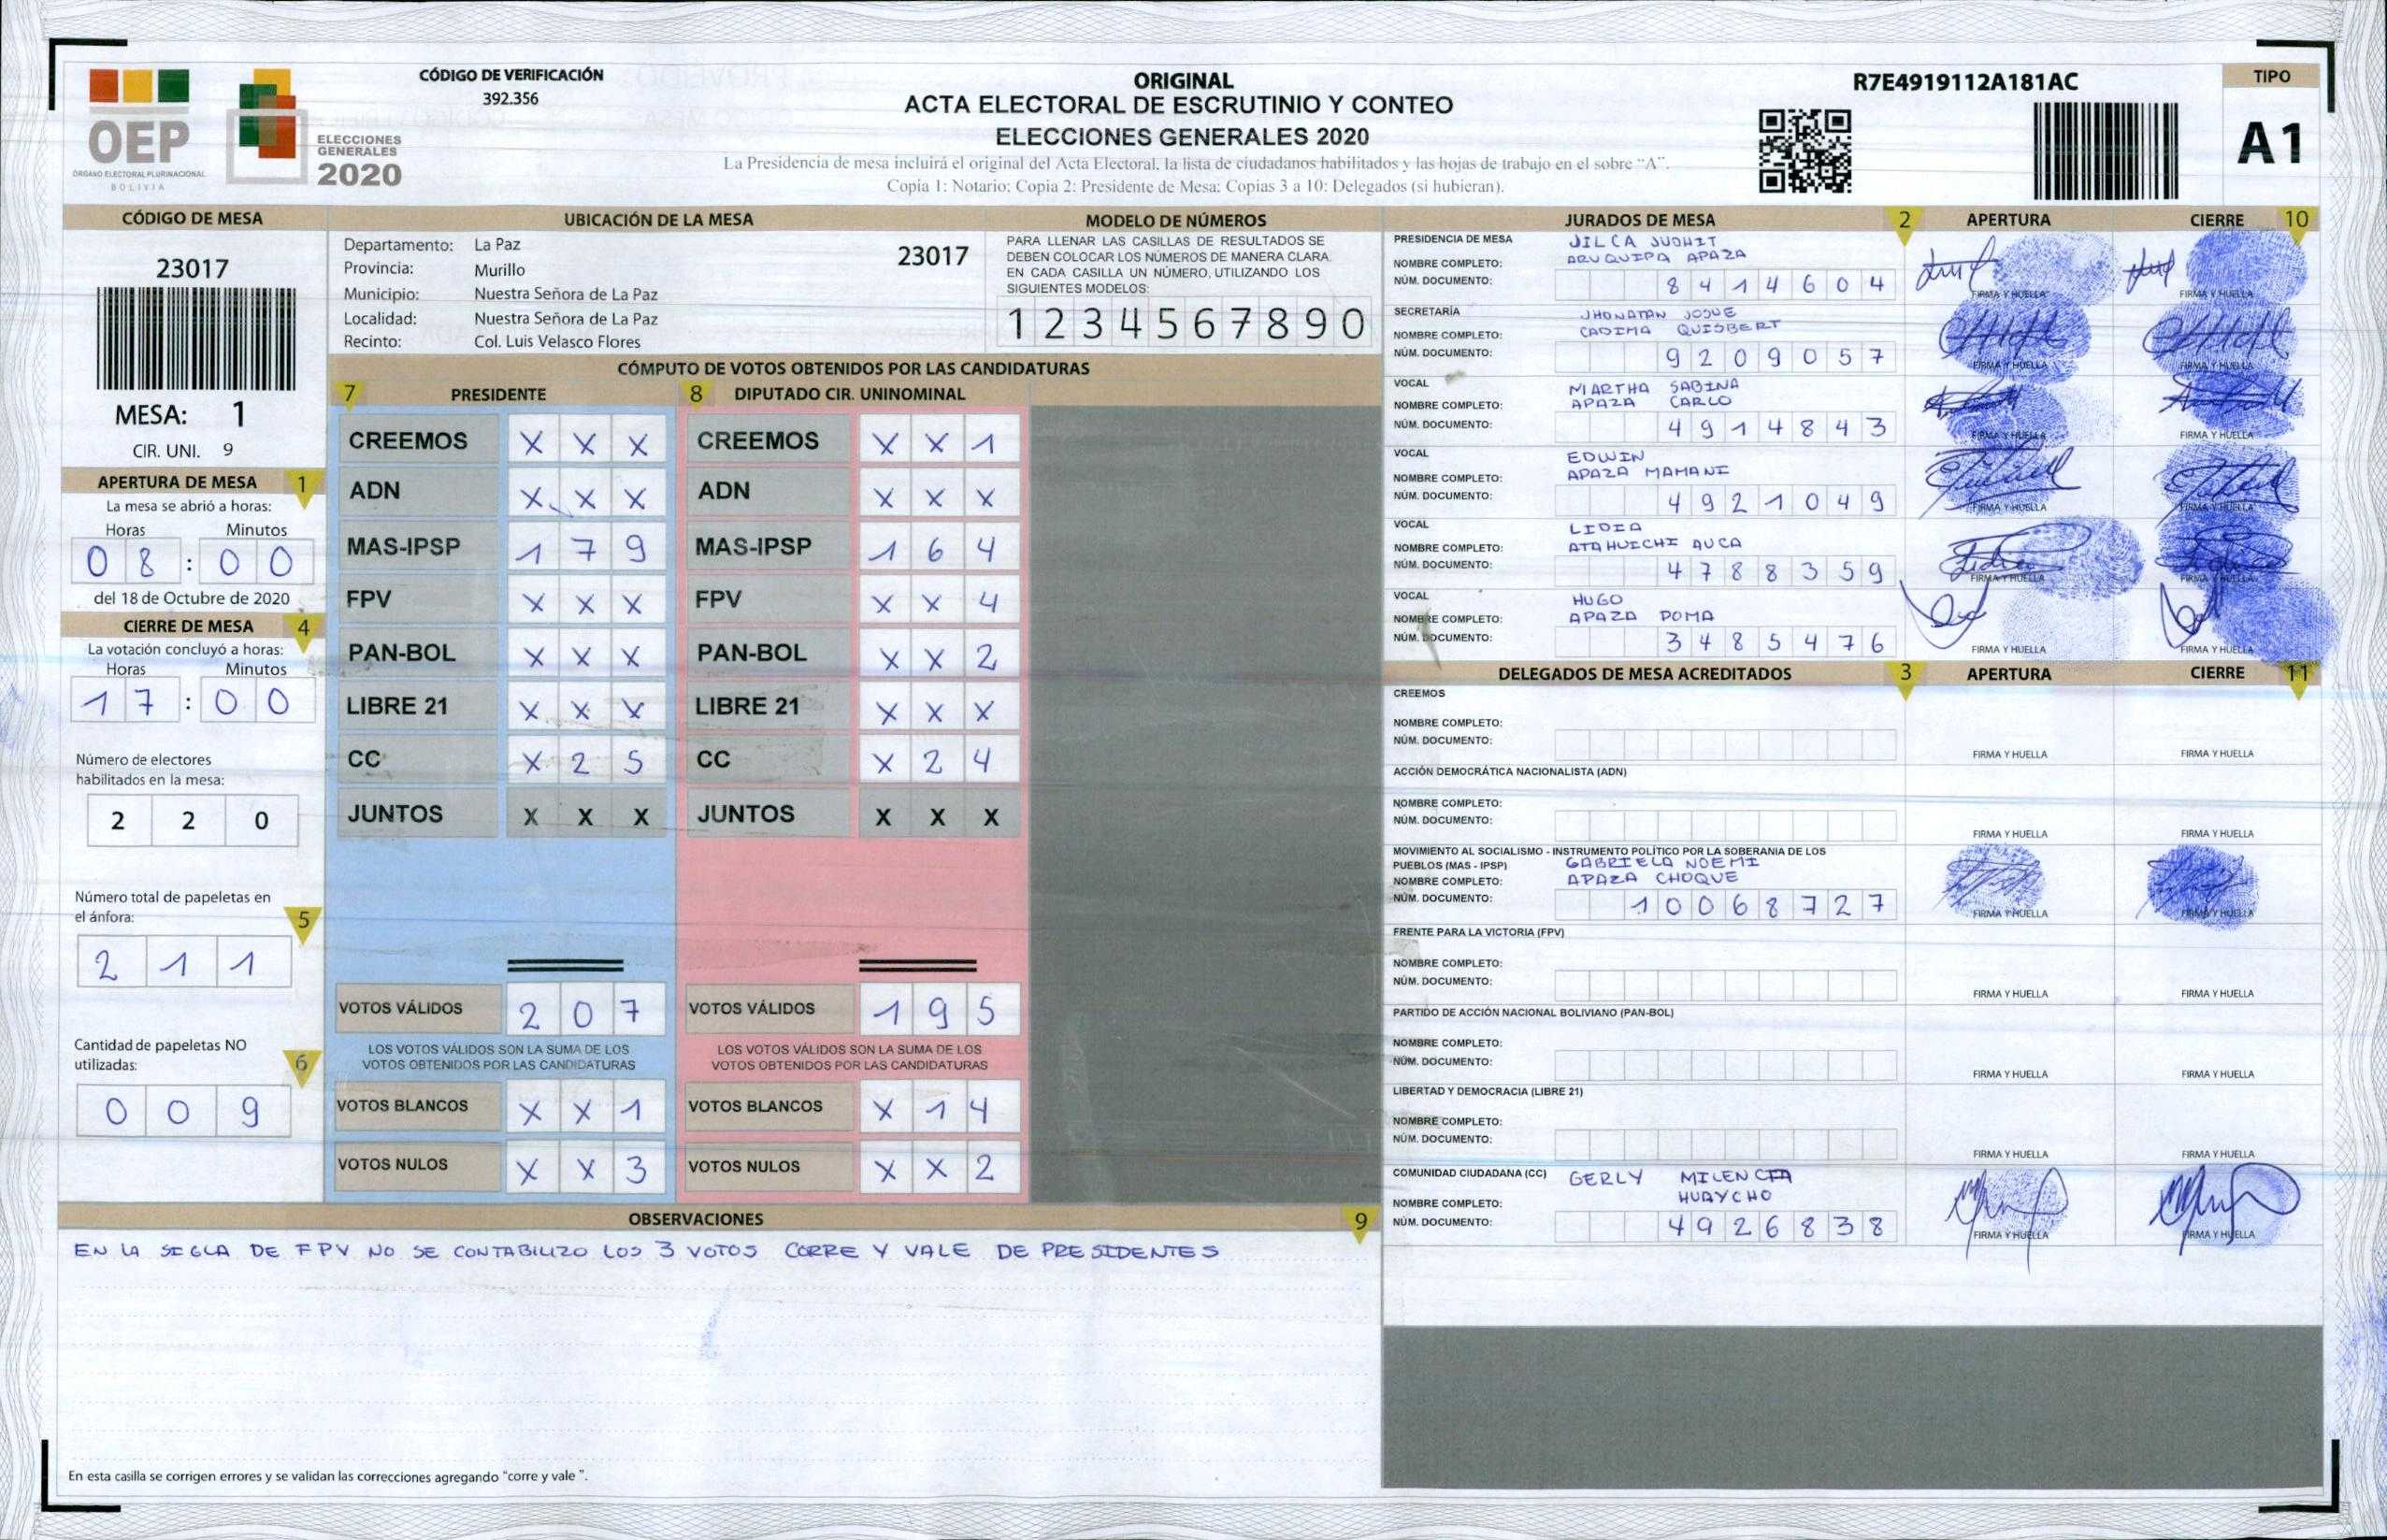 OEP
ÓRGANO ELECTORAL PLURINACIONAL
BOLIVIA
ELECCIONES
GENERALES
2020
CÓDIGO DE VERIFICACIÓN
392.356
ORIGINAL
ACTA ELECTORAL DE ESCRUTINIO Y CONTEO
ELECCIONES GENERALES 2020
La Presidencia de mesa incluirá el original del Acta Electoral, la lista de ciudadanos habilitados y las hojas de trabajo en el sobre "A".
Copia 1: Notario; Copia 2: Presidente de Mesa; Copias 3 a 10: Delegados (si hubieran).
R7E4919112A181AC
TIPO
A1
CÓDIGO DE MESA
23017
MESA: 1
CIR. UNI. 9
APERTURA DE MESA 1
La mesa se abrió a horas:
Horas Minutos
0 8 : 0 0
del 18 de Octubre de 2020
CIERRE DE MESA 4
La votación concluyó a horas:
Horas Minutos
1 7 : 0 0
Número de electores
habilitados en la mesa:
2 2 0
Número total de papeletas en
el ánfora: 5
2 1 1
Cantidad de papeletas NO
utilizadas: 6
0 0 9
UBICACIÓN DE LA MESA
Departamento: La Paz
23017
Provincia: Murillo
Municipio: Nuestra Señora de La Paz
Localidad: Nuestra Señora de La Paz
Recinto: Col. Luis Velasco Flores
MODELO DE NÚMEROS
PARA LLENAR LAS CASILLAS DE RESULTADOS SE
DEBEN COLOCAR LOS NÚMEROS DE MANERA CLARA.
EN CADA CASILLA UN NÚMERO, UTILIZANDO LOS
SIGUIENTES MODELOS:
1 2 3 4 5 6 7 8 9 0
CÓMPUTO DE VOTOS OBTENIDOS POR LAS CANDIDATURAS
7 PRESIDENTE 8 DIPUTADO CIR. UNINOMINAL
CREEMOS X X X CREEMOS X X 1
ADN X X X ADN X X X
MAS-IPSP 1 7 9 MAS-IPSP 1 6 4
FPV X X X FPV X X 4
PAN-BOL X X X PAN-BOL X X 2
LIBRE 21 X X X LIBRE 21 X X X
CC X 2 5 CC X 2 4
JUNTOS X X X JUNTOS X X X
VOTOS VÁLIDOS 2 0 7 VOTOS VÁLIDOS 1 9 5
LOS VOTOS VÁLIDOS SON LA SUMA DE LOS LOS VOTOS VÁLIDOS SON LA SUMA DE LOS
VOTOS OBTENIDOS POR LAS CANDIDATURAS VOTOS OBTENIDOS POR LAS CANDIDATURAS
VOTOS BLANCOS X X 1 VOTOS BLANCOS X 1 4
VOTOS NULOS X X 3 VOTOS NULOS X X 2
OBSERVACIONES 9
EN LA SIGLA DE FPV NO SE CONTABILIZO LOS 3 VOTOS CORRE Y VALE DE PRESIDENTES
En esta casilla se corrigen errores y se validan las correcciones agregando "corre y vale ".
JURADOS DE MESA 2 APERTURA CIERRE 10
PRESIDENCIA DE MESA JILCA JUDHIT
NOMBRE COMPLETO: ARUQUIPA APAZA
NÚM. DOCUMENTO: 8 4 1 4 6 0 4
FIRMA Y HUELLA FIRMA Y HUELLA
SECRETARÍA JHONATAN JOSUE
NOMBRE COMPLETO: CADIMA QUISBERT
NÚM. DOCUMENTO: 9 2 0 9 0 5 7
FIRMA Y HUELLA FIRMA Y HUELLA
VOCAL MARTHA SABINA
NOMBRE COMPLETO: APAZA CARLO
NÚM. DOCUMENTO: 4 9 1 4 8 4 3
FIRMA Y HUELLA FIRMA Y HUELLA
VOCAL EDWIN
NOMBRE COMPLETO: APAZA MAMANI
NÚM. DOCUMENTO: 4 9 2 1 0 4 9
FIRMA Y HUELLA FIRMA Y HUELLA
VOCAL LIDIA
NOMBRE COMPLETO: ATAHUICHI AUCA
NÚM. DOCUMENTO: 4 7 8 8 3 5 9
FIRMA Y HUELLA FIRMA Y HUELLA
VOCAL HUGO
NOMBRE COMPLETO: APAZA POMA
NÚM. DOCUMENTO: 3 4 8 5 4 7 6
FIRMA Y HUELLA FIRMA Y HUELLA
DELEGADOS DE MESA ACREDITADOS 3 APERTURA CIERRE 11
CREEMOS
NOMBRE COMPLETO:
NÚM. DOCUMENTO:
FIRMA Y HUELLA FIRMA Y HUELLA
ACCIÓN DEMOCRÁTICA NACIONALISTA (ADN)
NOMBRE COMPLETO:
NÚM. DOCUMENTO:
FIRMA Y HUELLA FIRMA Y HUELLA
MOVIMIENTO AL SOCIALISMO - INSTRUMENTO POLÍTICO POR LA SOBERANIA DE LOS
PUEBLOS (MAS - IPSP) GABRIELA NOEMI
NOMBRE COMPLETO: APAZA CHOQUE
NÚM. DOCUMENTO: 1 0 0 6 8 7 2 7
FIRMA Y HUELLA FIRMA Y HUELLA
FRENTE PARA LA VICTORIA (FPV)
NOMBRE COMPLETO:
NÚM. DOCUMENTO:
FIRMA Y HUELLA FIRMA Y HUELLA
PARTIDO DE ACCIÓN NACIONAL BOLIVIANO (PAN-BOL)
NOMBRE COMPLETO:
NÚM. DOCUMENTO:
FIRMA Y HUELLA FIRMA Y HUELLA
LIBERTAD Y DEMOCRACIA (LIBRE 21)
NOMBRE COMPLETO:
NÚM. DOCUMENTO:
FIRMA Y HUELLA FIRMA Y HUELLA
COMUNIDAD CIUDADANA (CC) GERLY
NOMBRE COMPLETO: HUAYCHO
NÚM. DOCUMENTO: 4 9 2 6 8 3 8
FIRMA Y HUELLA FIRMA Y HUELLA